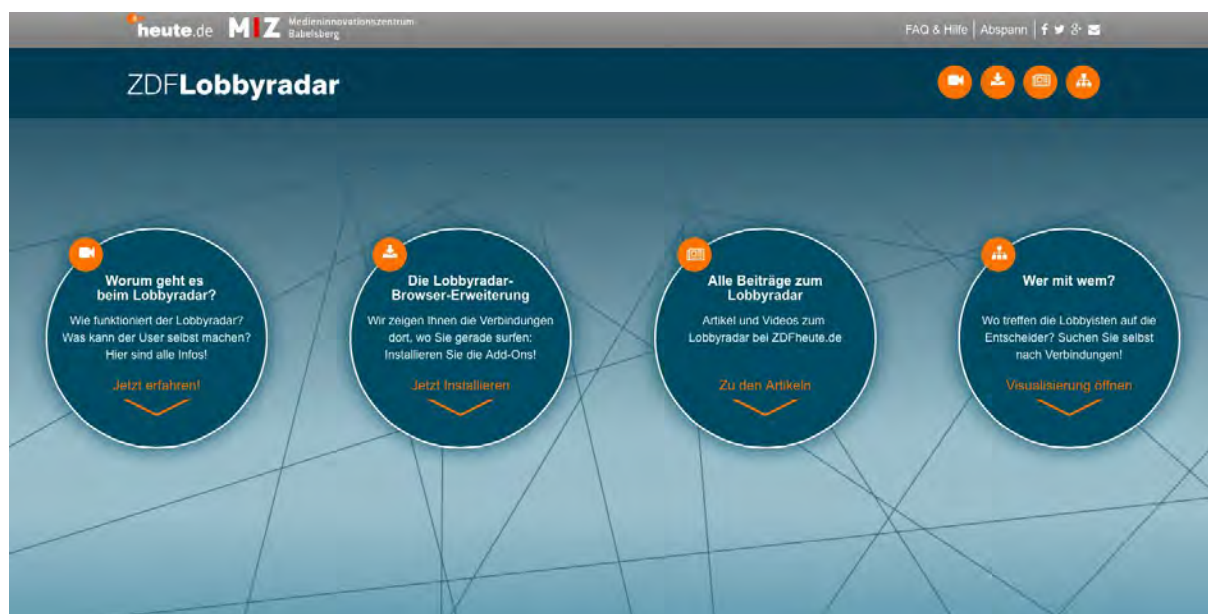 heute.de MIZ Medieninnovationszentrum
Babelsberg
FAQ & Hilfe | Abspann |
ZDFLobbyradar
Worum geht es
beim Lobbyradar?
Wie funktioniert der Lobbyradar?
Was kann der User selbst machen?
Hier sind alle Infos!
Jetzt erfahren!
Die Lobbyradar-
Browser-Erweiterung
Wir zeigen Ihnen die Verbindungen
dort, wo Sie gerade surfen:
Installieren Sie die Add-Ons!
Jetzt Installieren
Alle Beiträge zum
Lobbyradar
Artikel und Videos zum
Lobbyradar bei ZDFheute.de
Zu den Artikeln
Wer mit wem?
Wo treffen die Lobbyisten auf die
Entscheider? Suchen Sie selbst
nach Verbindungen!
Visualisierung öffnen